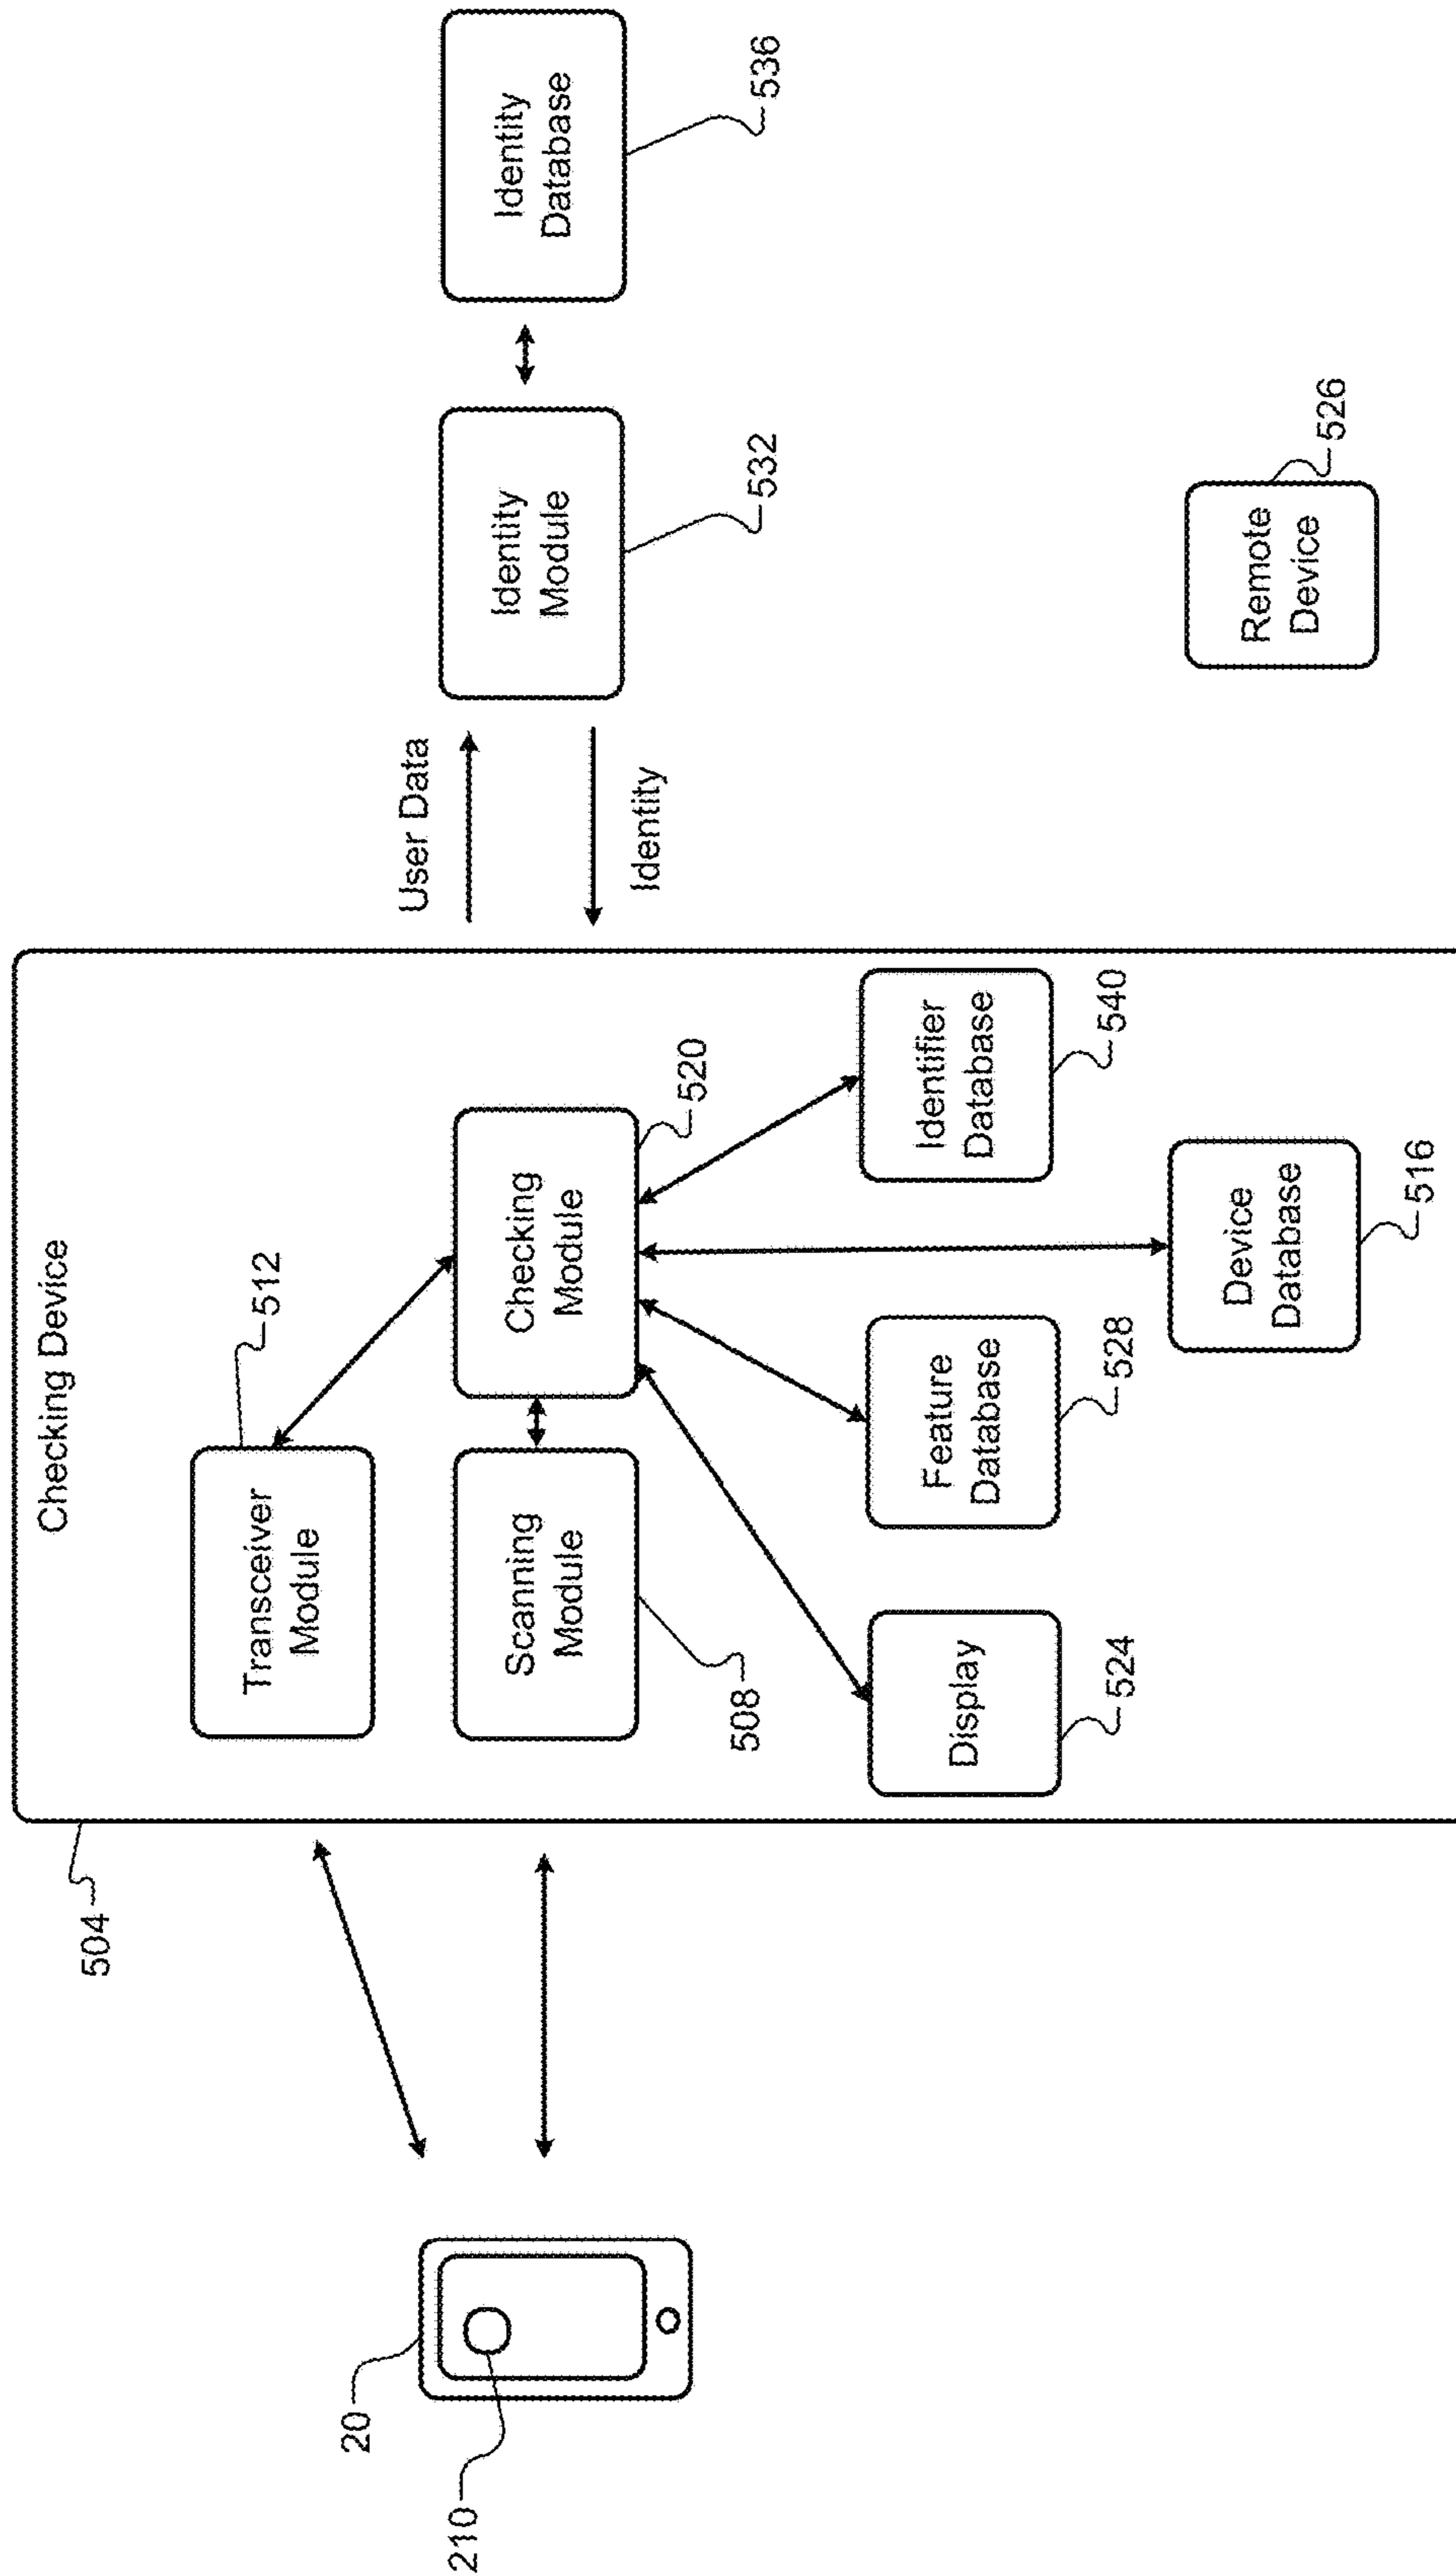 Checking Device
504
Transceiver
Module
512
Scanning
Module
508
Checking
Module
520
Display
524
Feature
Database
528
Identifier
Database
540
Device
Database
516
20
210
User Data
Identity
Identity
Module
532
Identity
Database
536
Remote
Device
526